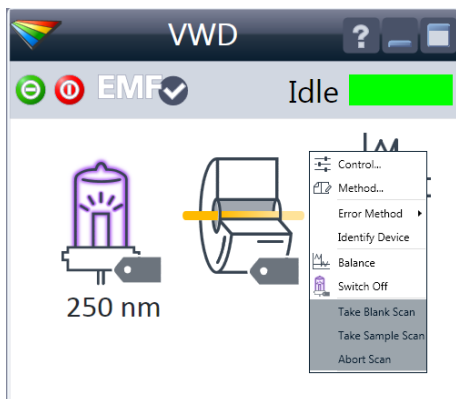 VWD
?
EMF
Idle
Control...
Method...
Error Method
Identify Device
Balance
Switch Off
Take Blank Scan
Take Sample Scan
Abort Scan
250 nm